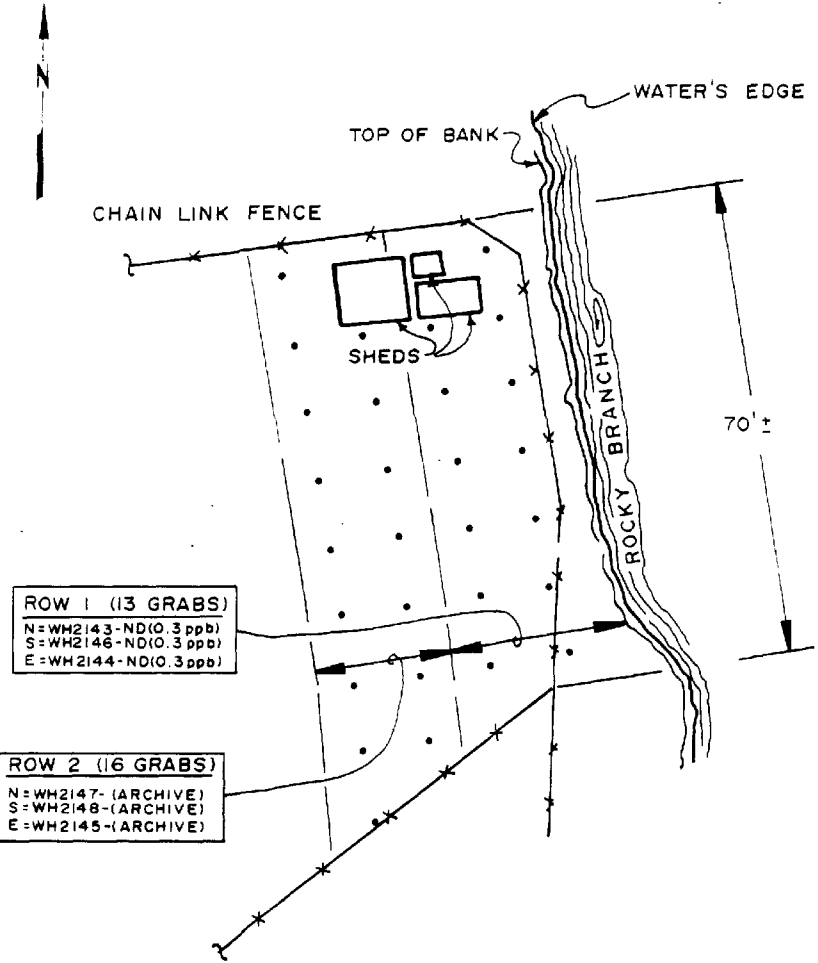 N
WATER'S EDGE
TOP OF BANK
CHAIN LINK FENCE
SHEDS
70'±
ROCKY BRANCH
ROW 1 (13 GRABS)
N=WH2143-ND(0.3ppb)
S=WH2146-ND(0.3ppb)
E=WH2144-ND(0.3ppb)
ROW 2 (16 GRABS)
N=WH2147-(ARCHIVE)
S=WH2148-(ARCHIVE)
E=WH2145-(ARCHIVE)